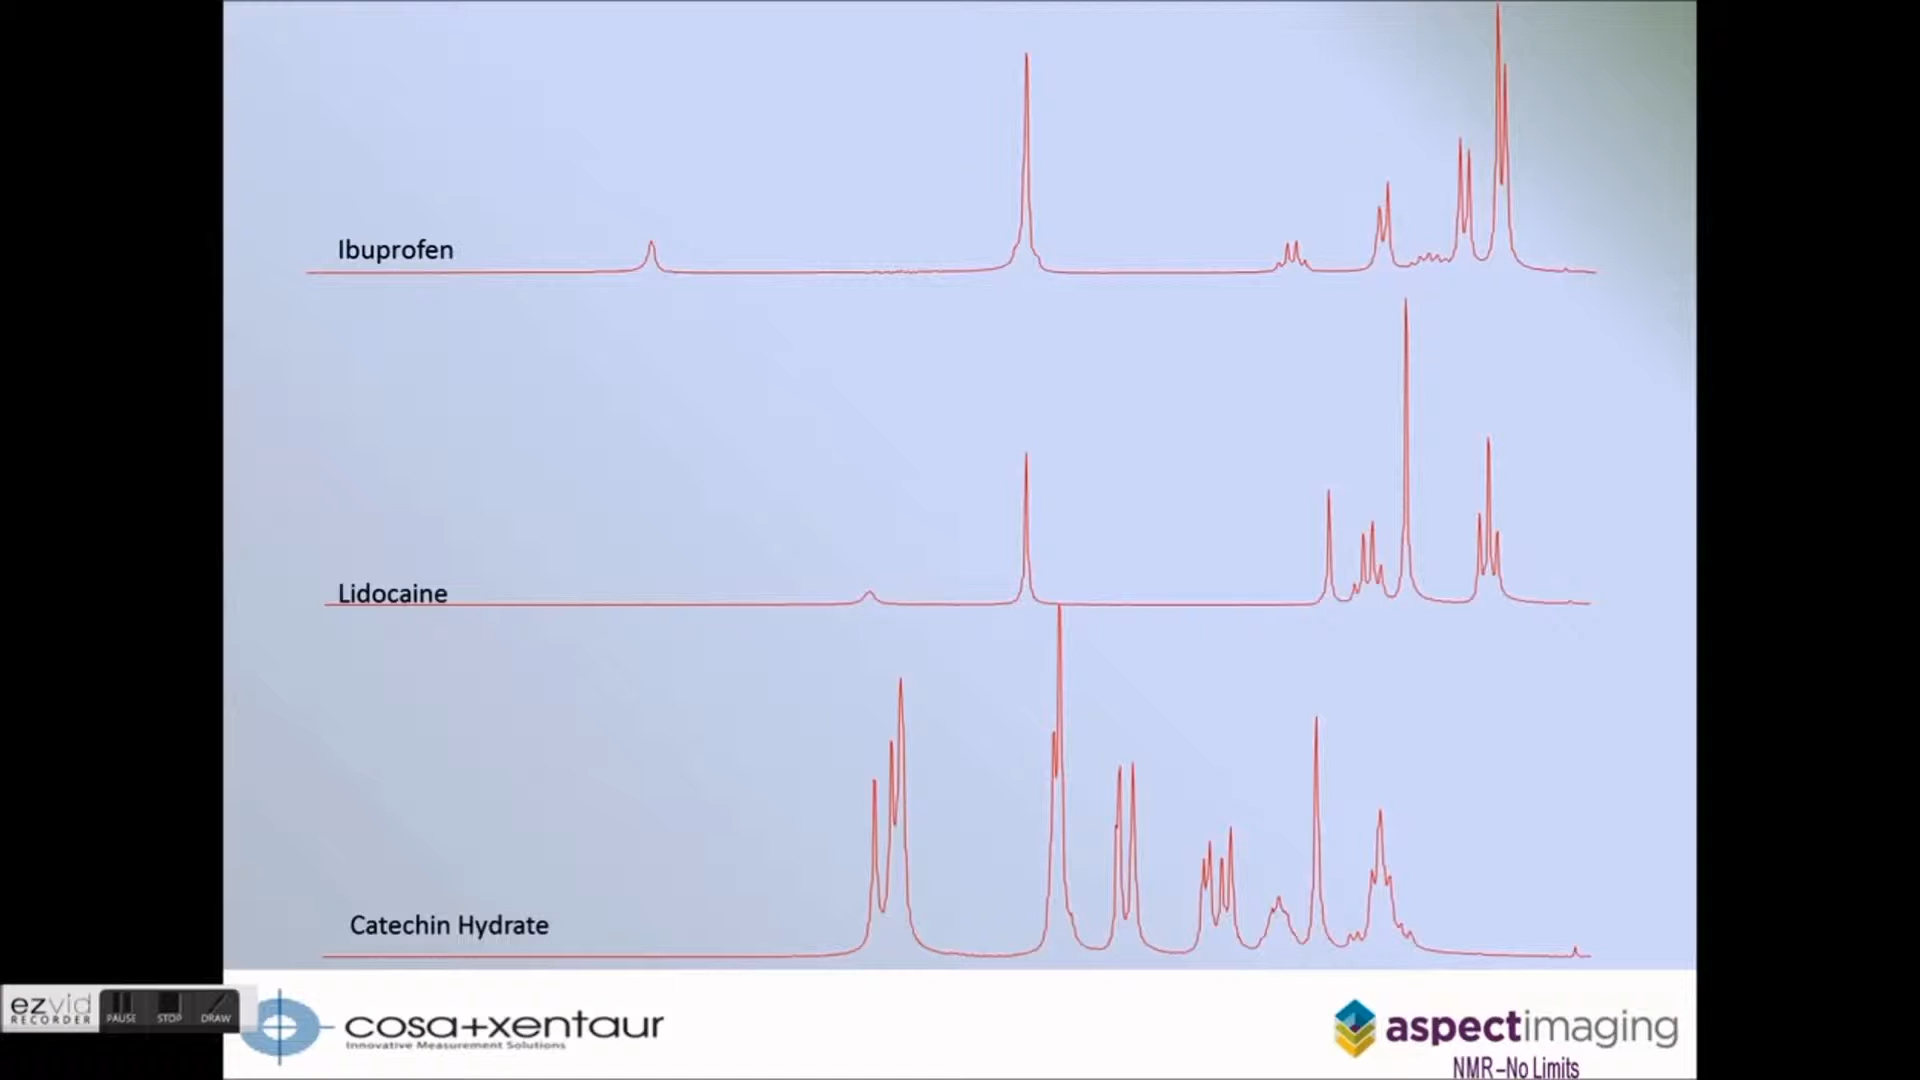 Ibuprofen
Lidocaine
Catechin Hydrate
ezvid
RECORDER
PAUSE
STOP
DRAW
cosa+xentaur
Innovative Measurement Solutions
aspectimaging
NMR–No Limits